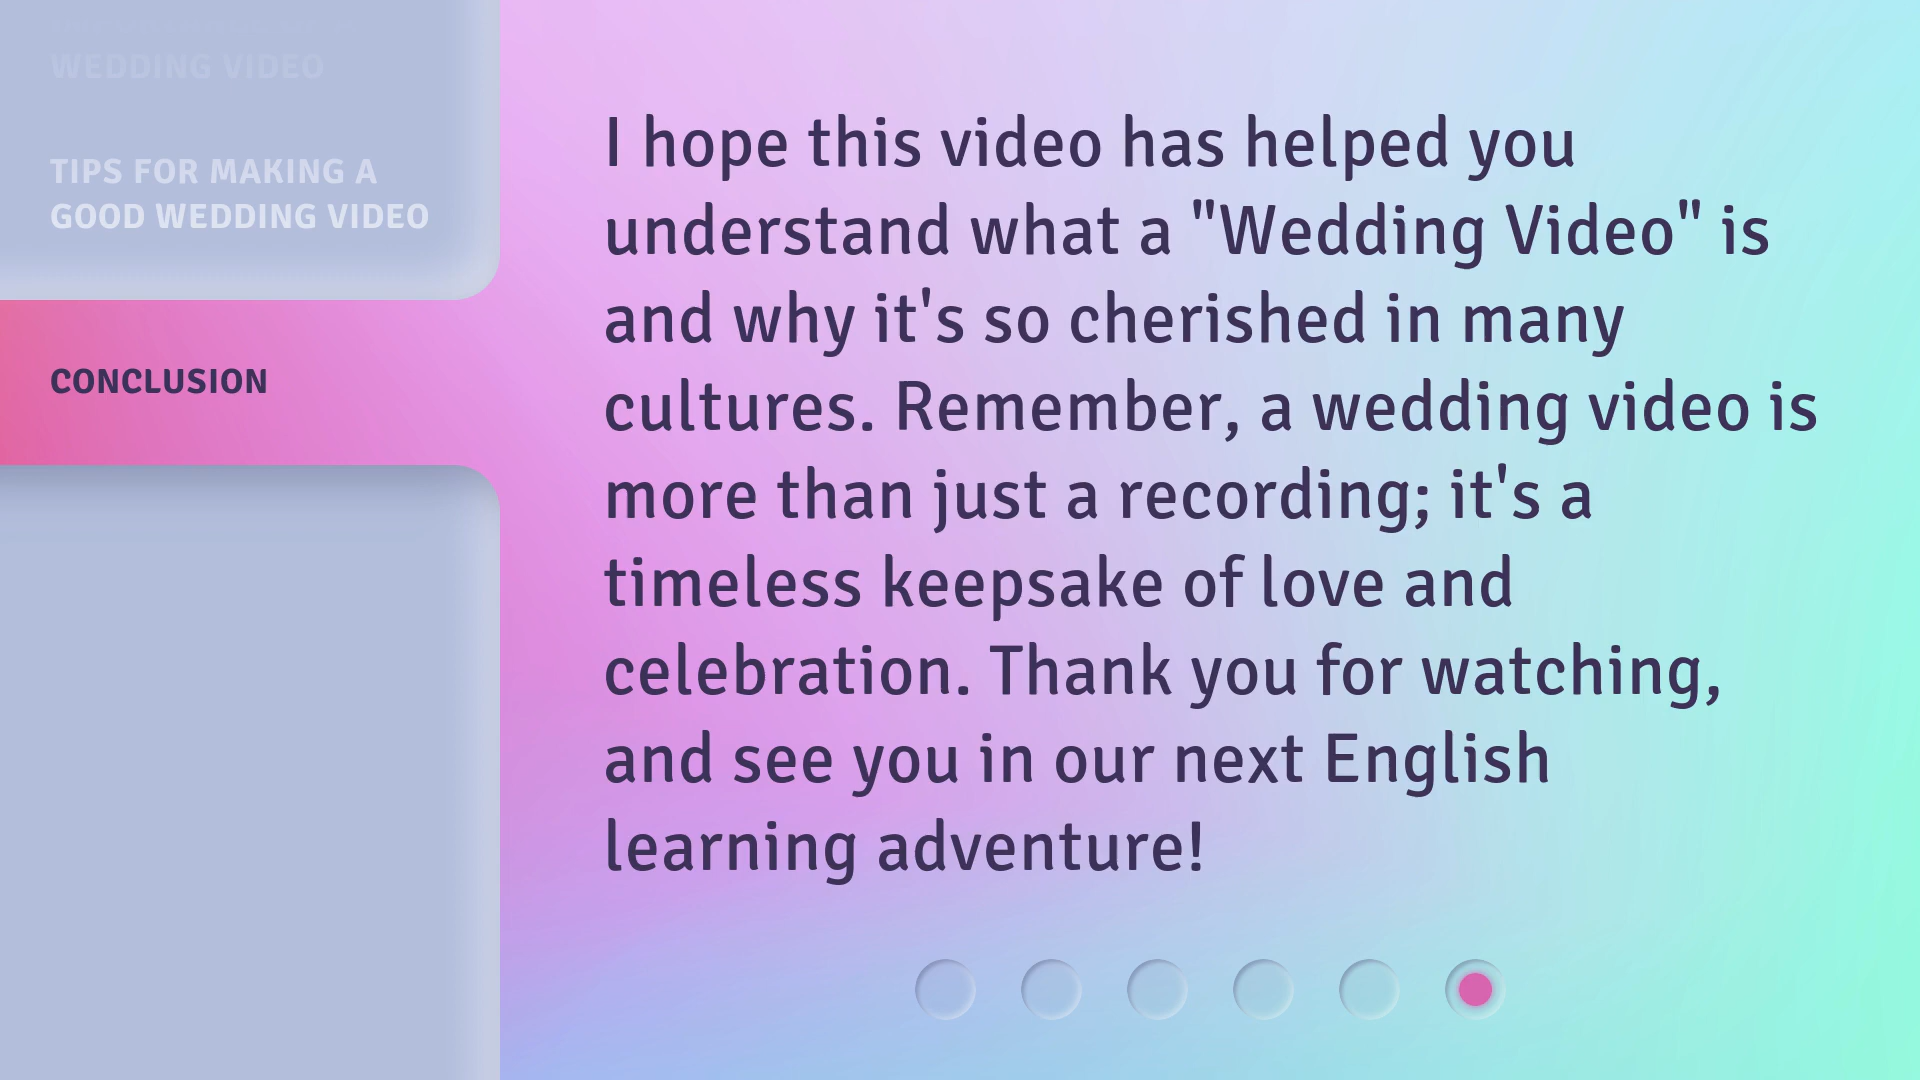 WEDDING VIDEO
TIPS FOR MAKING A
GOOD WEDDING VIDEO
CONCLUSION
I hope this video has helped you
understand what a "Wedding Video" is
and why it's so cherished in many
cultures. Remember, a wedding video is
more than just a recording; it's a
timeless keepsake of love and
celebration. Thank you for watching,
and see you in our next English
learning adventure!